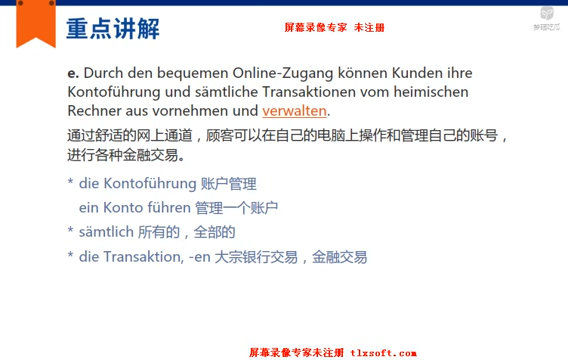 重点讲解
屏幕录像专家 未注册
e. Durch den bequemen Online-Zugang können Kunden ihre
Kontoführung und sämtliche Transaktionen vom heimischen
Rechner aus vornehmen und verwalten.
通过舒适的网上通道，顾客可以在自己的电脑上操作和管理自己的账号，
进行各种金融交易。
* die Kontoführung 账户管理
ein Konto führen 管理一个账户
* sämtlich 所有的，全部的
* die Transaktion, -en 大宗银行交易，金融交易
屏幕录像专家未注册 tlxsoft.com